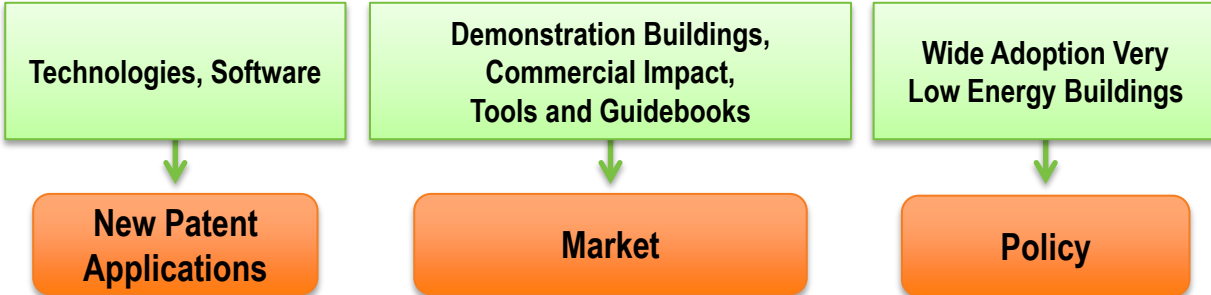 Technologies, Software
Demonstration Buildings,
Commercial Impact,
Tools and Guidebooks
Wide Adoption Very
Low Energy Buildings
New Patent
Applications
Market
Policy